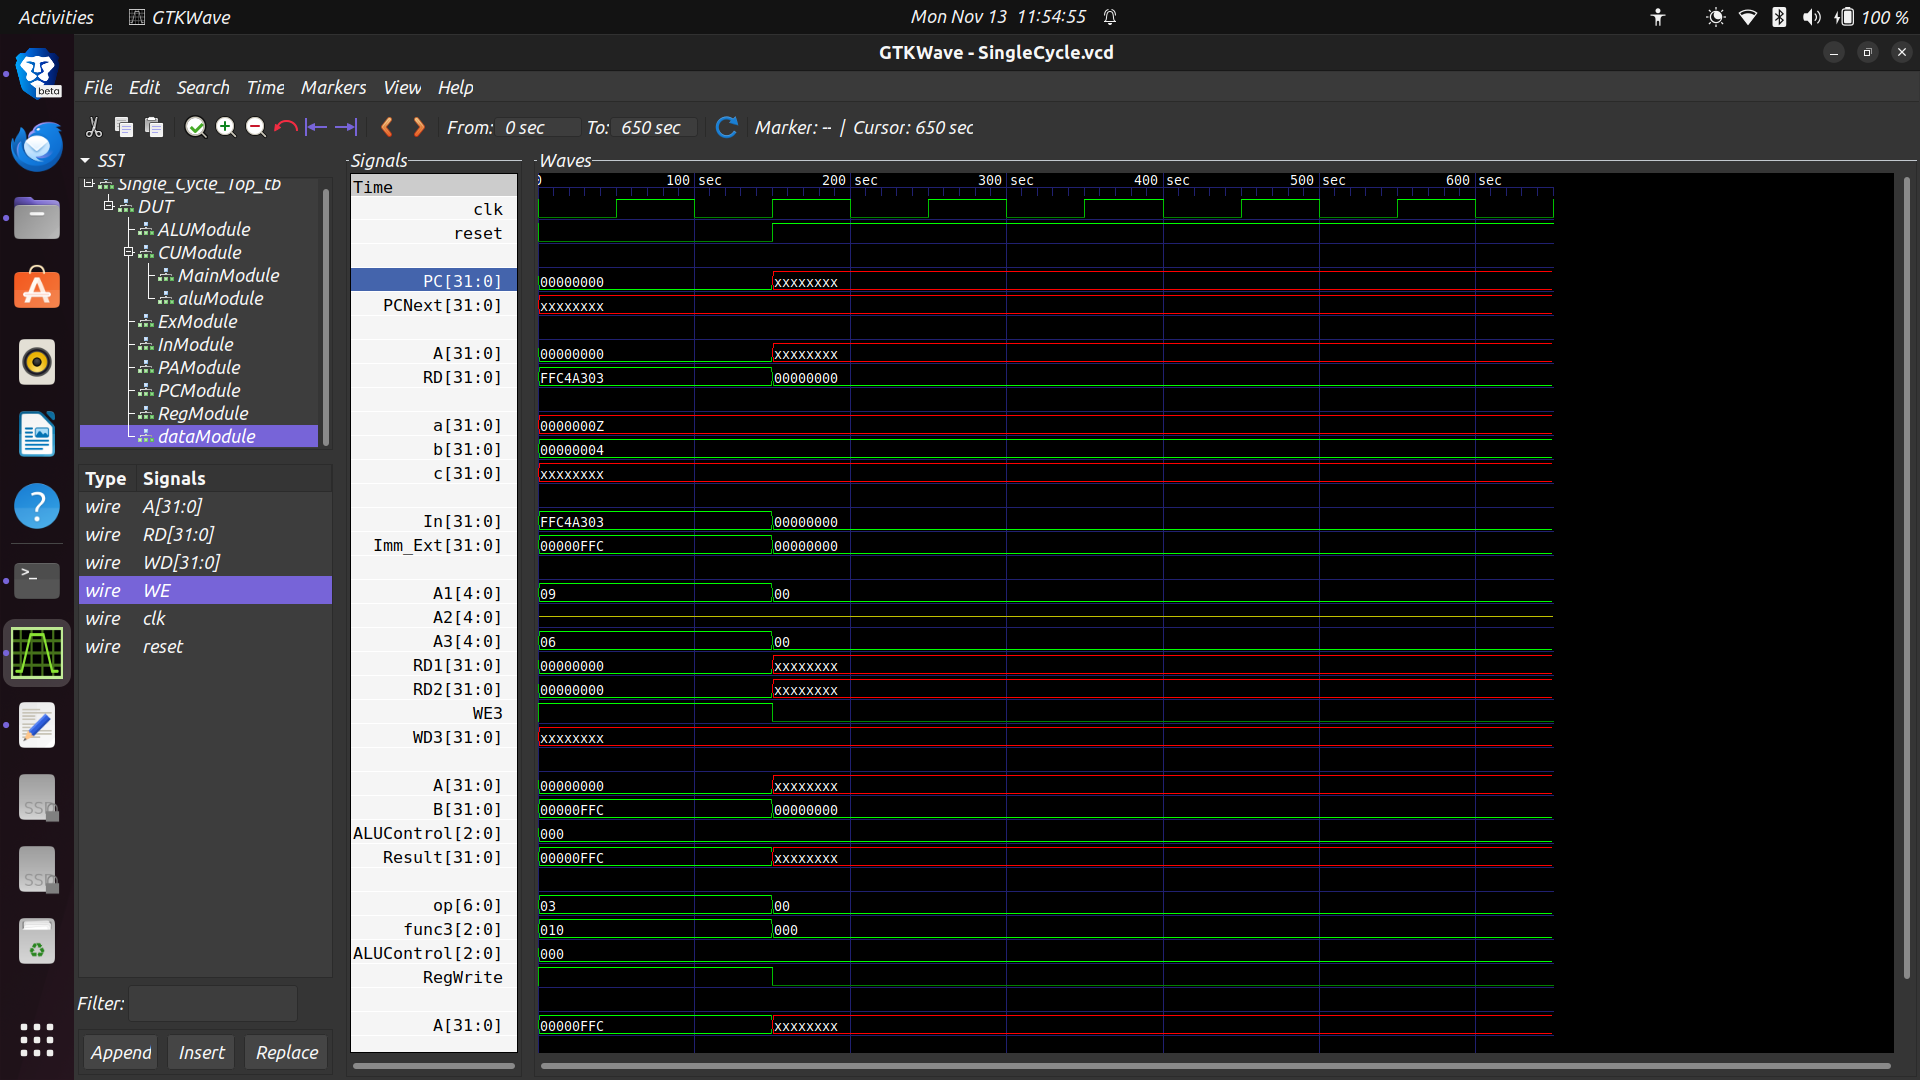 Activities GTKWave Mon Nov 13 11:54:55 100 %
GTKWave - SingleCycle.vcd
File Edit Search Time Markers View Help
From: 0 sec To: 650 sec Marker: -- | Cursor: 650 sec
SST
Single_Cycle_Top_tb
DUT
ALUModule
CUModule
MainModule
aluModule
ExModule
InModule
PAModule
PCModule
RegModule
dataModule
Type Signals
wire A[31:0]
wire RD[31:0]
wire WD[31:0]
wire WE
wire clk
wire reset
Filter:
Append Insert Replace
Signals
Waves
Time 0 100 sec 200 sec 300 sec 400 sec 500 sec 600 sec
clk
reset
PC[31:0] 00000000 xxxxxxxx
PCNext[31:0] xxxxxxxx
A[31:0] 00000000 xxxxxxxx
RD[31:0] FFC4A303 00000000
a[31:0] 0000000Z
b[31:0] 00000004
c[31:0] xxxxxxxx
In[31:0] FFC4A303 00000000
Imm_Ext[31:0] 00000FFC 00000000
A1[4:0] 09 00
A2[4:0]
A3[4:0] 06 00
RD1[31:0] 00000000 xxxxxxxx
RD2[31:0] 00000000 xxxxxxxx
WE3
WD3[31:0] xxxxxxxx
A[31:0] 00000000 xxxxxxxx
B[31:0] 00000FFC 00000000
ALUControl[2:0] 000
Result[31:0] 00000FFC xxxxxxxx
op[6:0] 03 00
func3[2:0] 010 000
ALUControl[2:0] 000
RegWrite
A[31:0] 00000FFC xxxxxxxx
beta
SSD
SSD